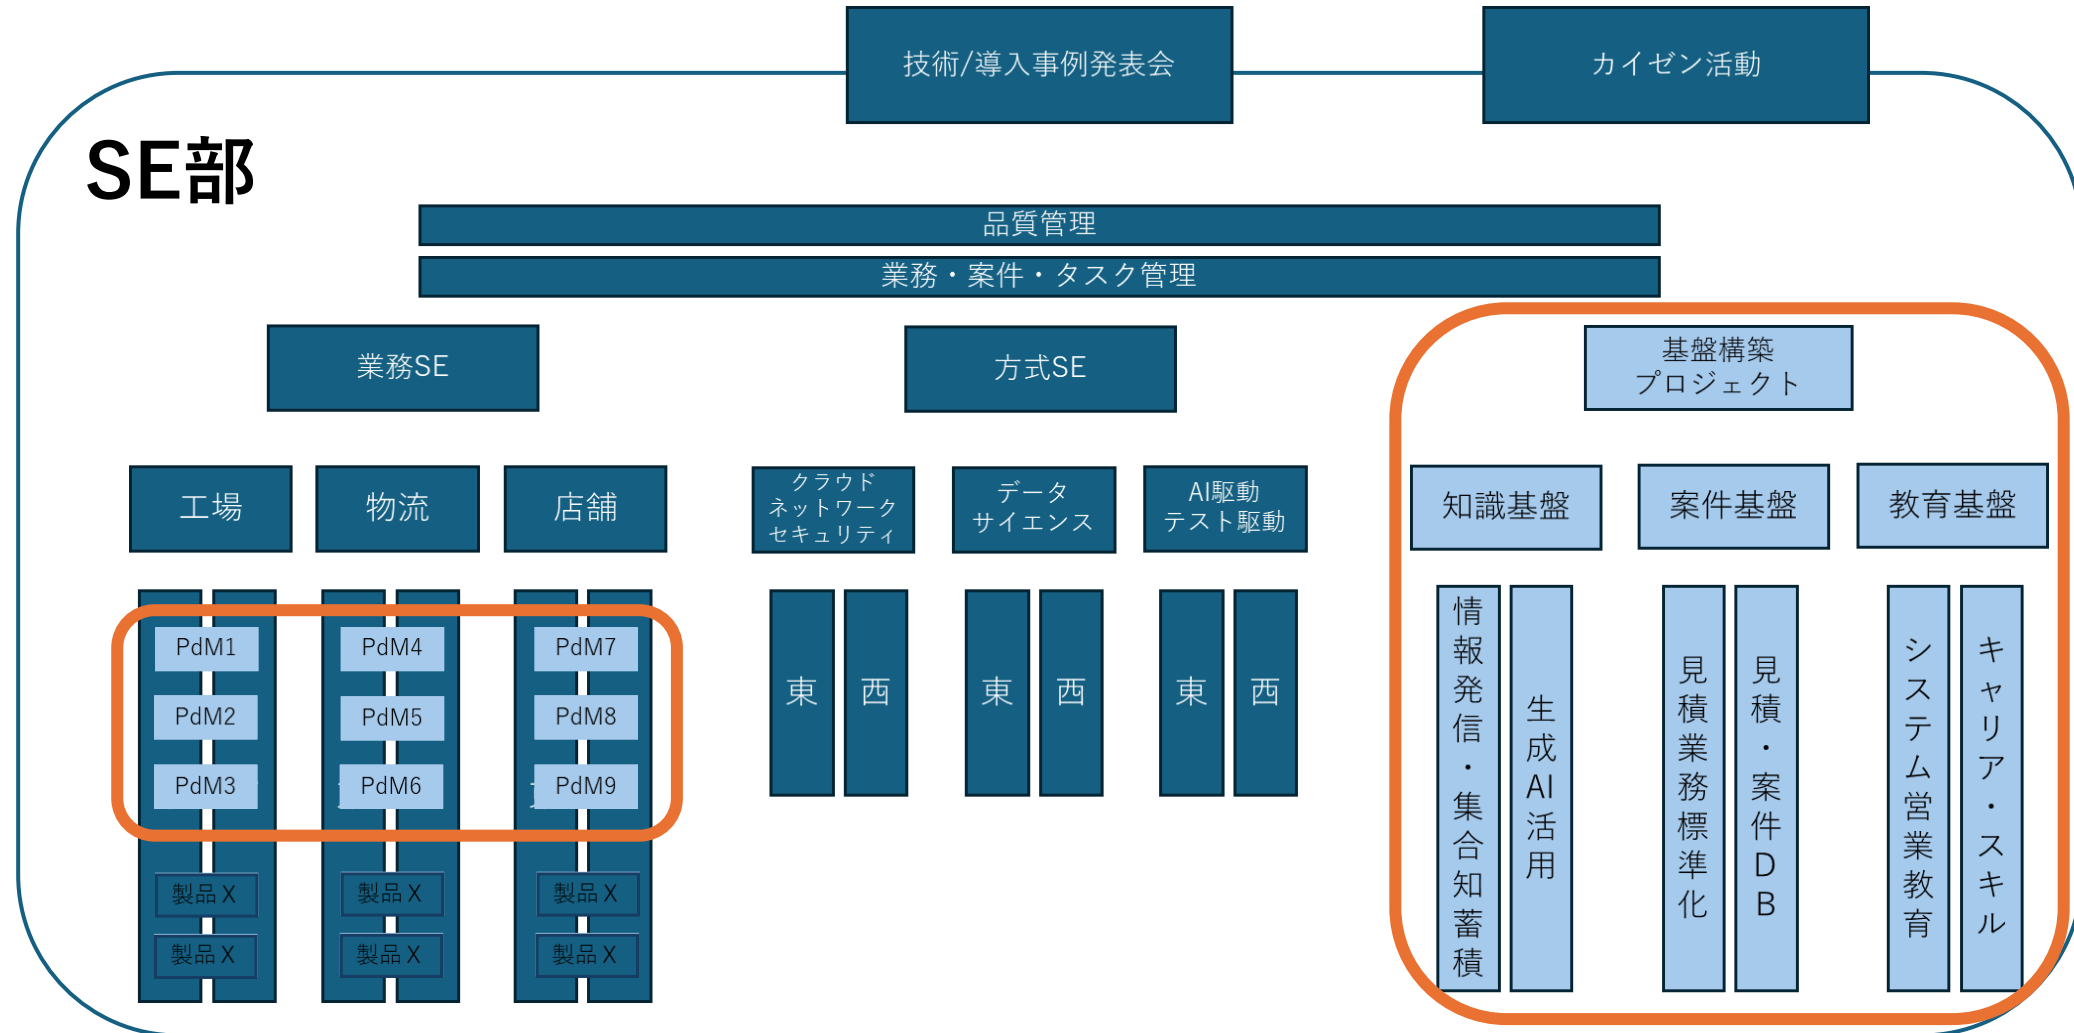 技術/導入事例発表会
カイゼン活動
SE部
品質管理
業務・案件・タスク管理
業務SE
方式SE
基盤構築
プロジェクト
工場
物流
店舗
クラウド
ネットワーク
セキュリティ
データ
サイエンス
AI駆動
テスト駆動
知識基盤
案件基盤
教育基盤
PdM1
PdM2
PdM3
製品X
製品X
PdM4
PdM5
PdM6
製品X
製品X
PdM7
PdM8
PdM9
製品X
製品X
東
西
東
西
東
西
情報発信・集合知蓄積
生成AI活用
見積業務標準化
見積・案件DB
システム営業教育
キャリア・スキル